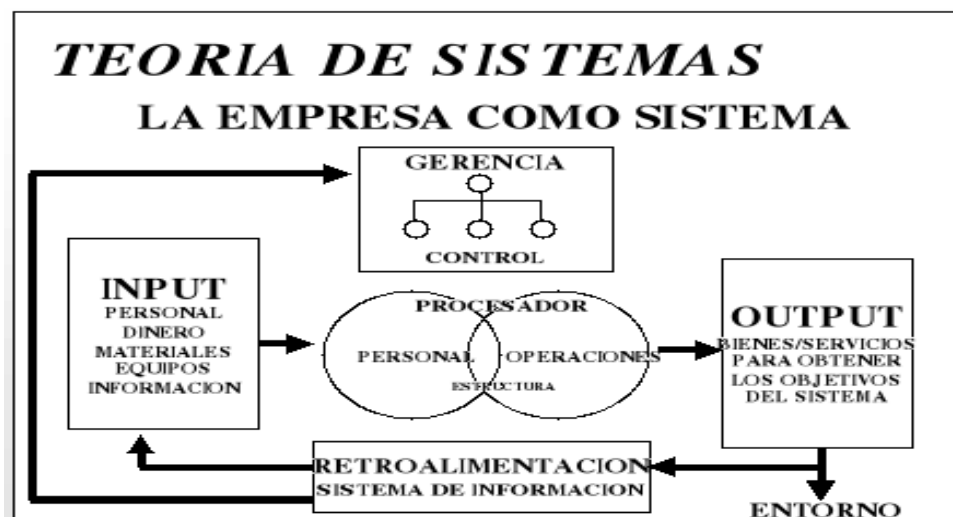 TEORIA DE SISTEMAS
LA EMPRESA COMO SISTEMA
GERENCIA
CONTROL
INPUT
PERSONAL
DINERO
MATERIALES
EQUIPOS
INFORMACION
PROCESADOR
PERSONAL
OPERACIONES
ESTRUCTURA
OUTPUT
BIENES/SERVICIOS
PARA OBTENER
LOS OBJETIVOS
DEL SISTEMA
RETROALIMENTACION
SISTEMA DE INFORMACION
ENTORNO